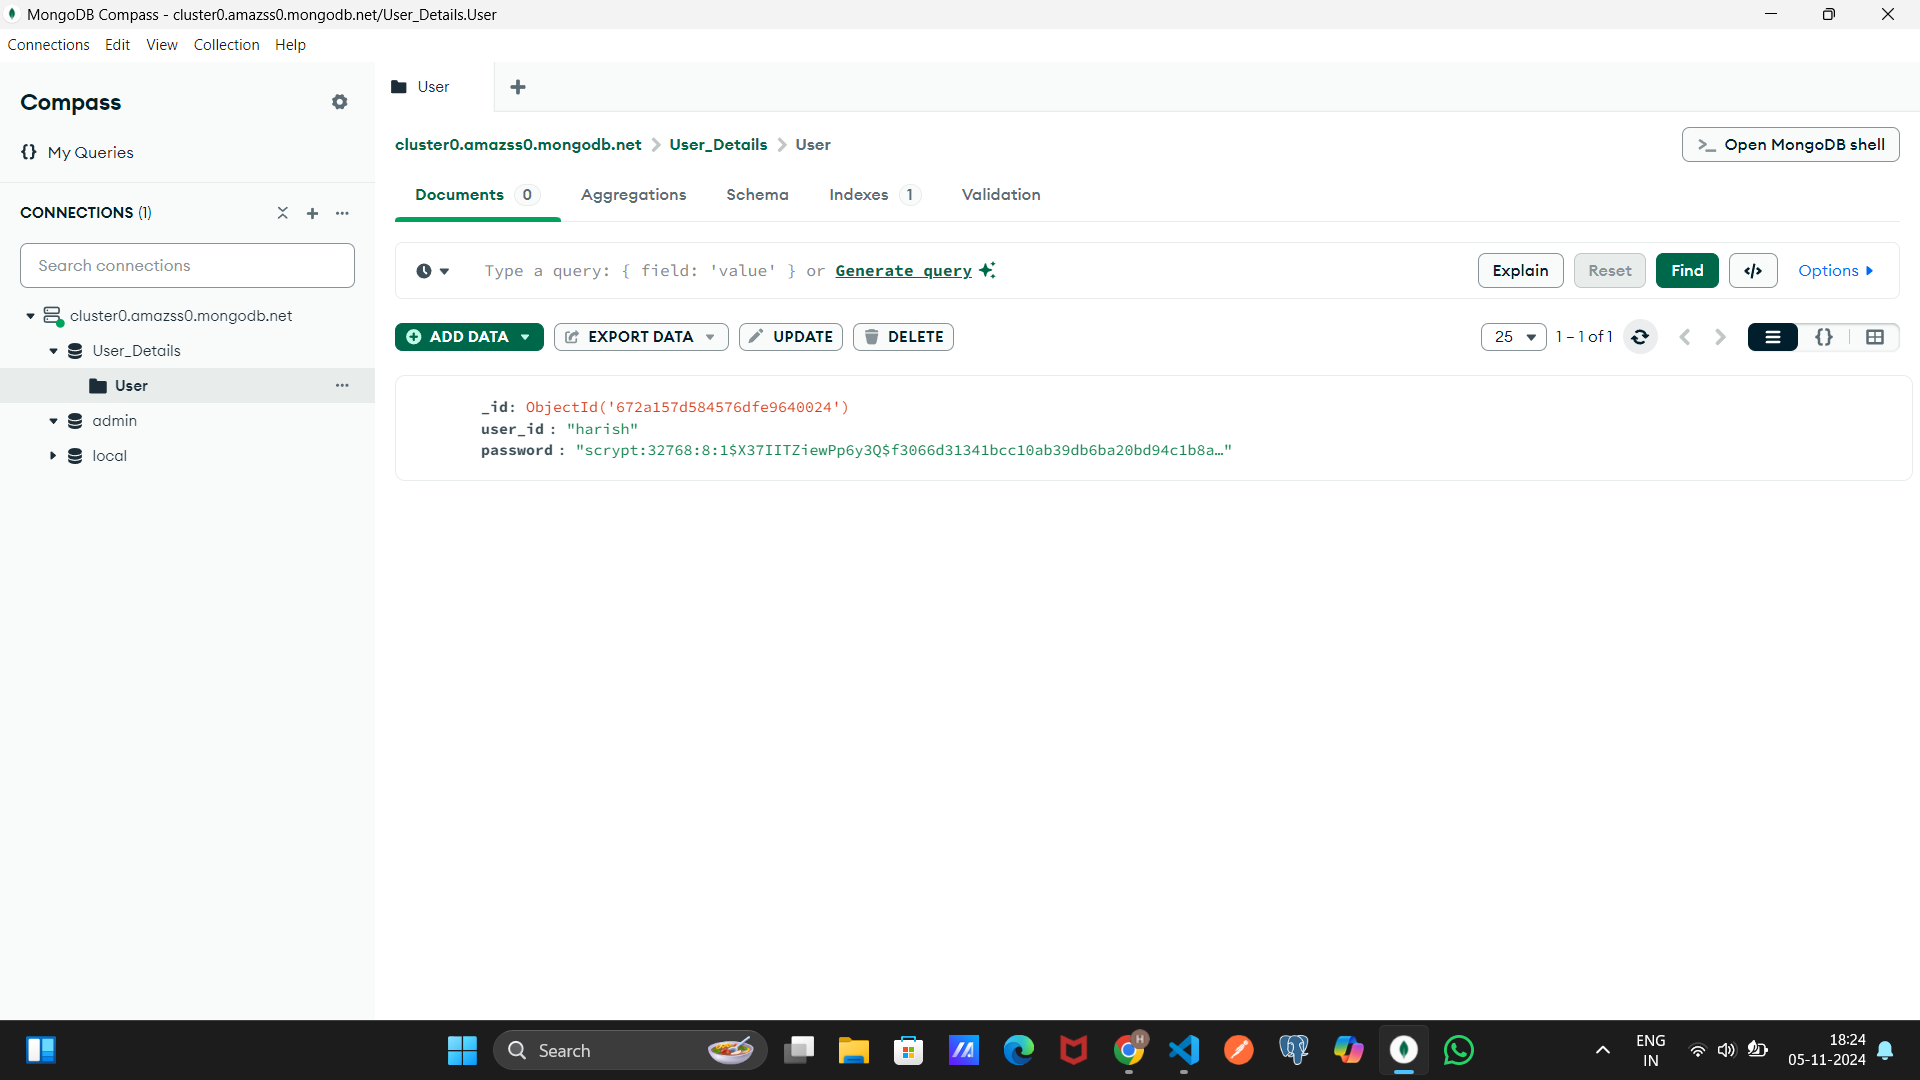 MongoDB Compass - cluster0.amazss0.mongodb.net/User_Details.User
Connections Edit View Collection Help
Compass
{} My Queries
CONNECTIONS (1)
Search connections
cluster0.amazss0.mongodb.net
User_Details
User
admin
local
User
cluster0.amazss0.mongodb.net > User_Details > User
>_ Open MongoDB shell
Documents 0 Aggregations Schema Indexes 1 Validation
Type a query: { field: 'value' } or Generate query
Explain Reset Find </> Options
ADD DATA EXPORT DATA UPDATE DELETE
25 1 – 1 of 1 {}
_id: ObjectId('672a157d584576dfe9640024')
user_id : "harish"
password : "scrypt:32768:8:1$X37IITZiewPp6y3Q$f3066d31341bcc10ab39db6ba20bd94c1b8a…"
Search
H
ENG
IN
18:24
05-11-2024